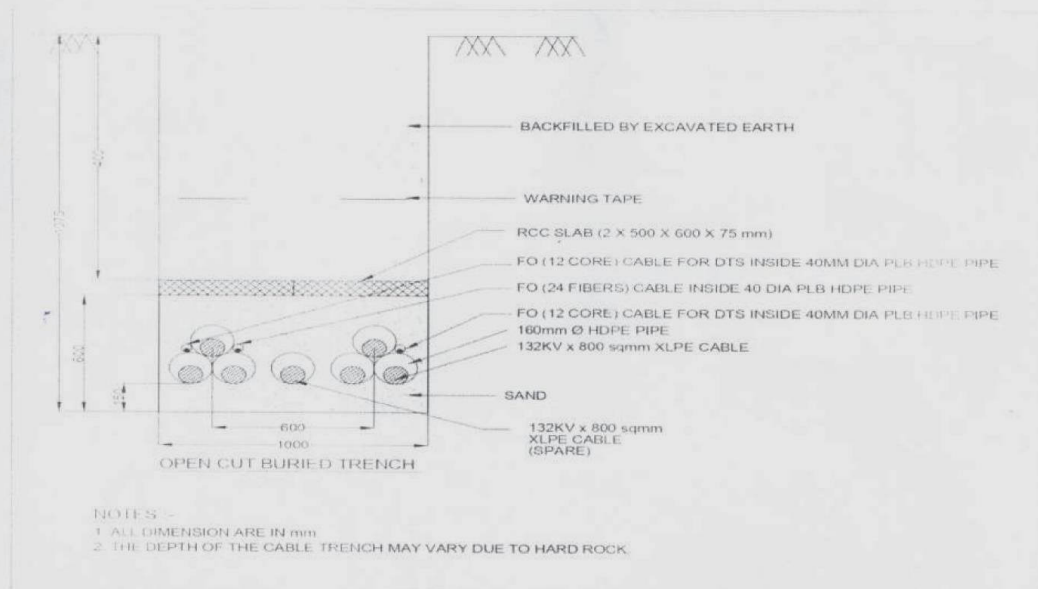 BACKFILLED BY EXCAVATED EARTH
WARNING TAPE
RCC SLAB (2 X 500 X 600 X 75 mm)
FO (12 CORE) CABLE FOR DTS INSIDE 40MM DIA PLB HDPE PIPE
FO (24 FIBERS) CABLE INSIDE 40 DIA PLB HDPE PIPE
FO (12 CORE) CABLE FOR DTS INSIDE 40MM DIA PLB HDPE PIPE
160mm Ø HDPE PIPE
132KV x 800 sqmm XLPE CABLE
SAND
600
150
600
1000
132KV x 800 sqmm
XLPE CABLE
(SPARE)
OPEN CUT BURIED TRENCH
NOTES :-
1. ALL DIMENSION ARE IN mm
2. THE DEPTH OF THE CABLE TRENCH MAY VARY DUE TO HARD ROCK.